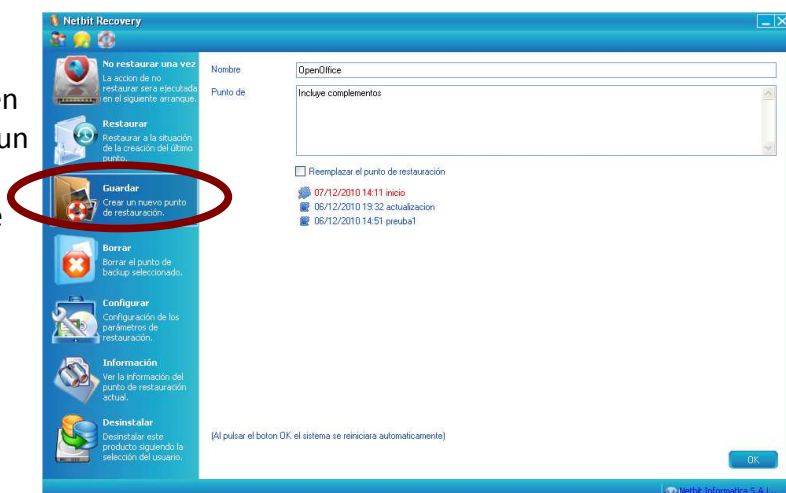 Netbit Recovery
en
un
e
No restaurar una vez
La accion de no
restaurar sera ejecutada
en el siguiente arranque.
Restaurar
Restaurar a la situación
de la creación del último
punto.
Guardar
Crear un nuevo punto
de restauración.
Borrar
Borrar el punto de
backup seleccionado.
Configurar
Configuración de los
parámetros de
restauración.
Información
Ver la información del
punto de restauración
actual.
Desinstalar
Desinstalar este
producto siguiendo la
selección del usuario.
Nombre
OpenOffice
Punto de
Incluye complementos
Reemplazar el punto de restauración
07/12/2010 14:11 inicio
06/12/2010 19:32 actualizacion
06/12/2010 14:51 preuba1
(Al pulsar el boton OK el sistema se reiniciara automaticamente)
OK
Netbit Informatica S.A.L.